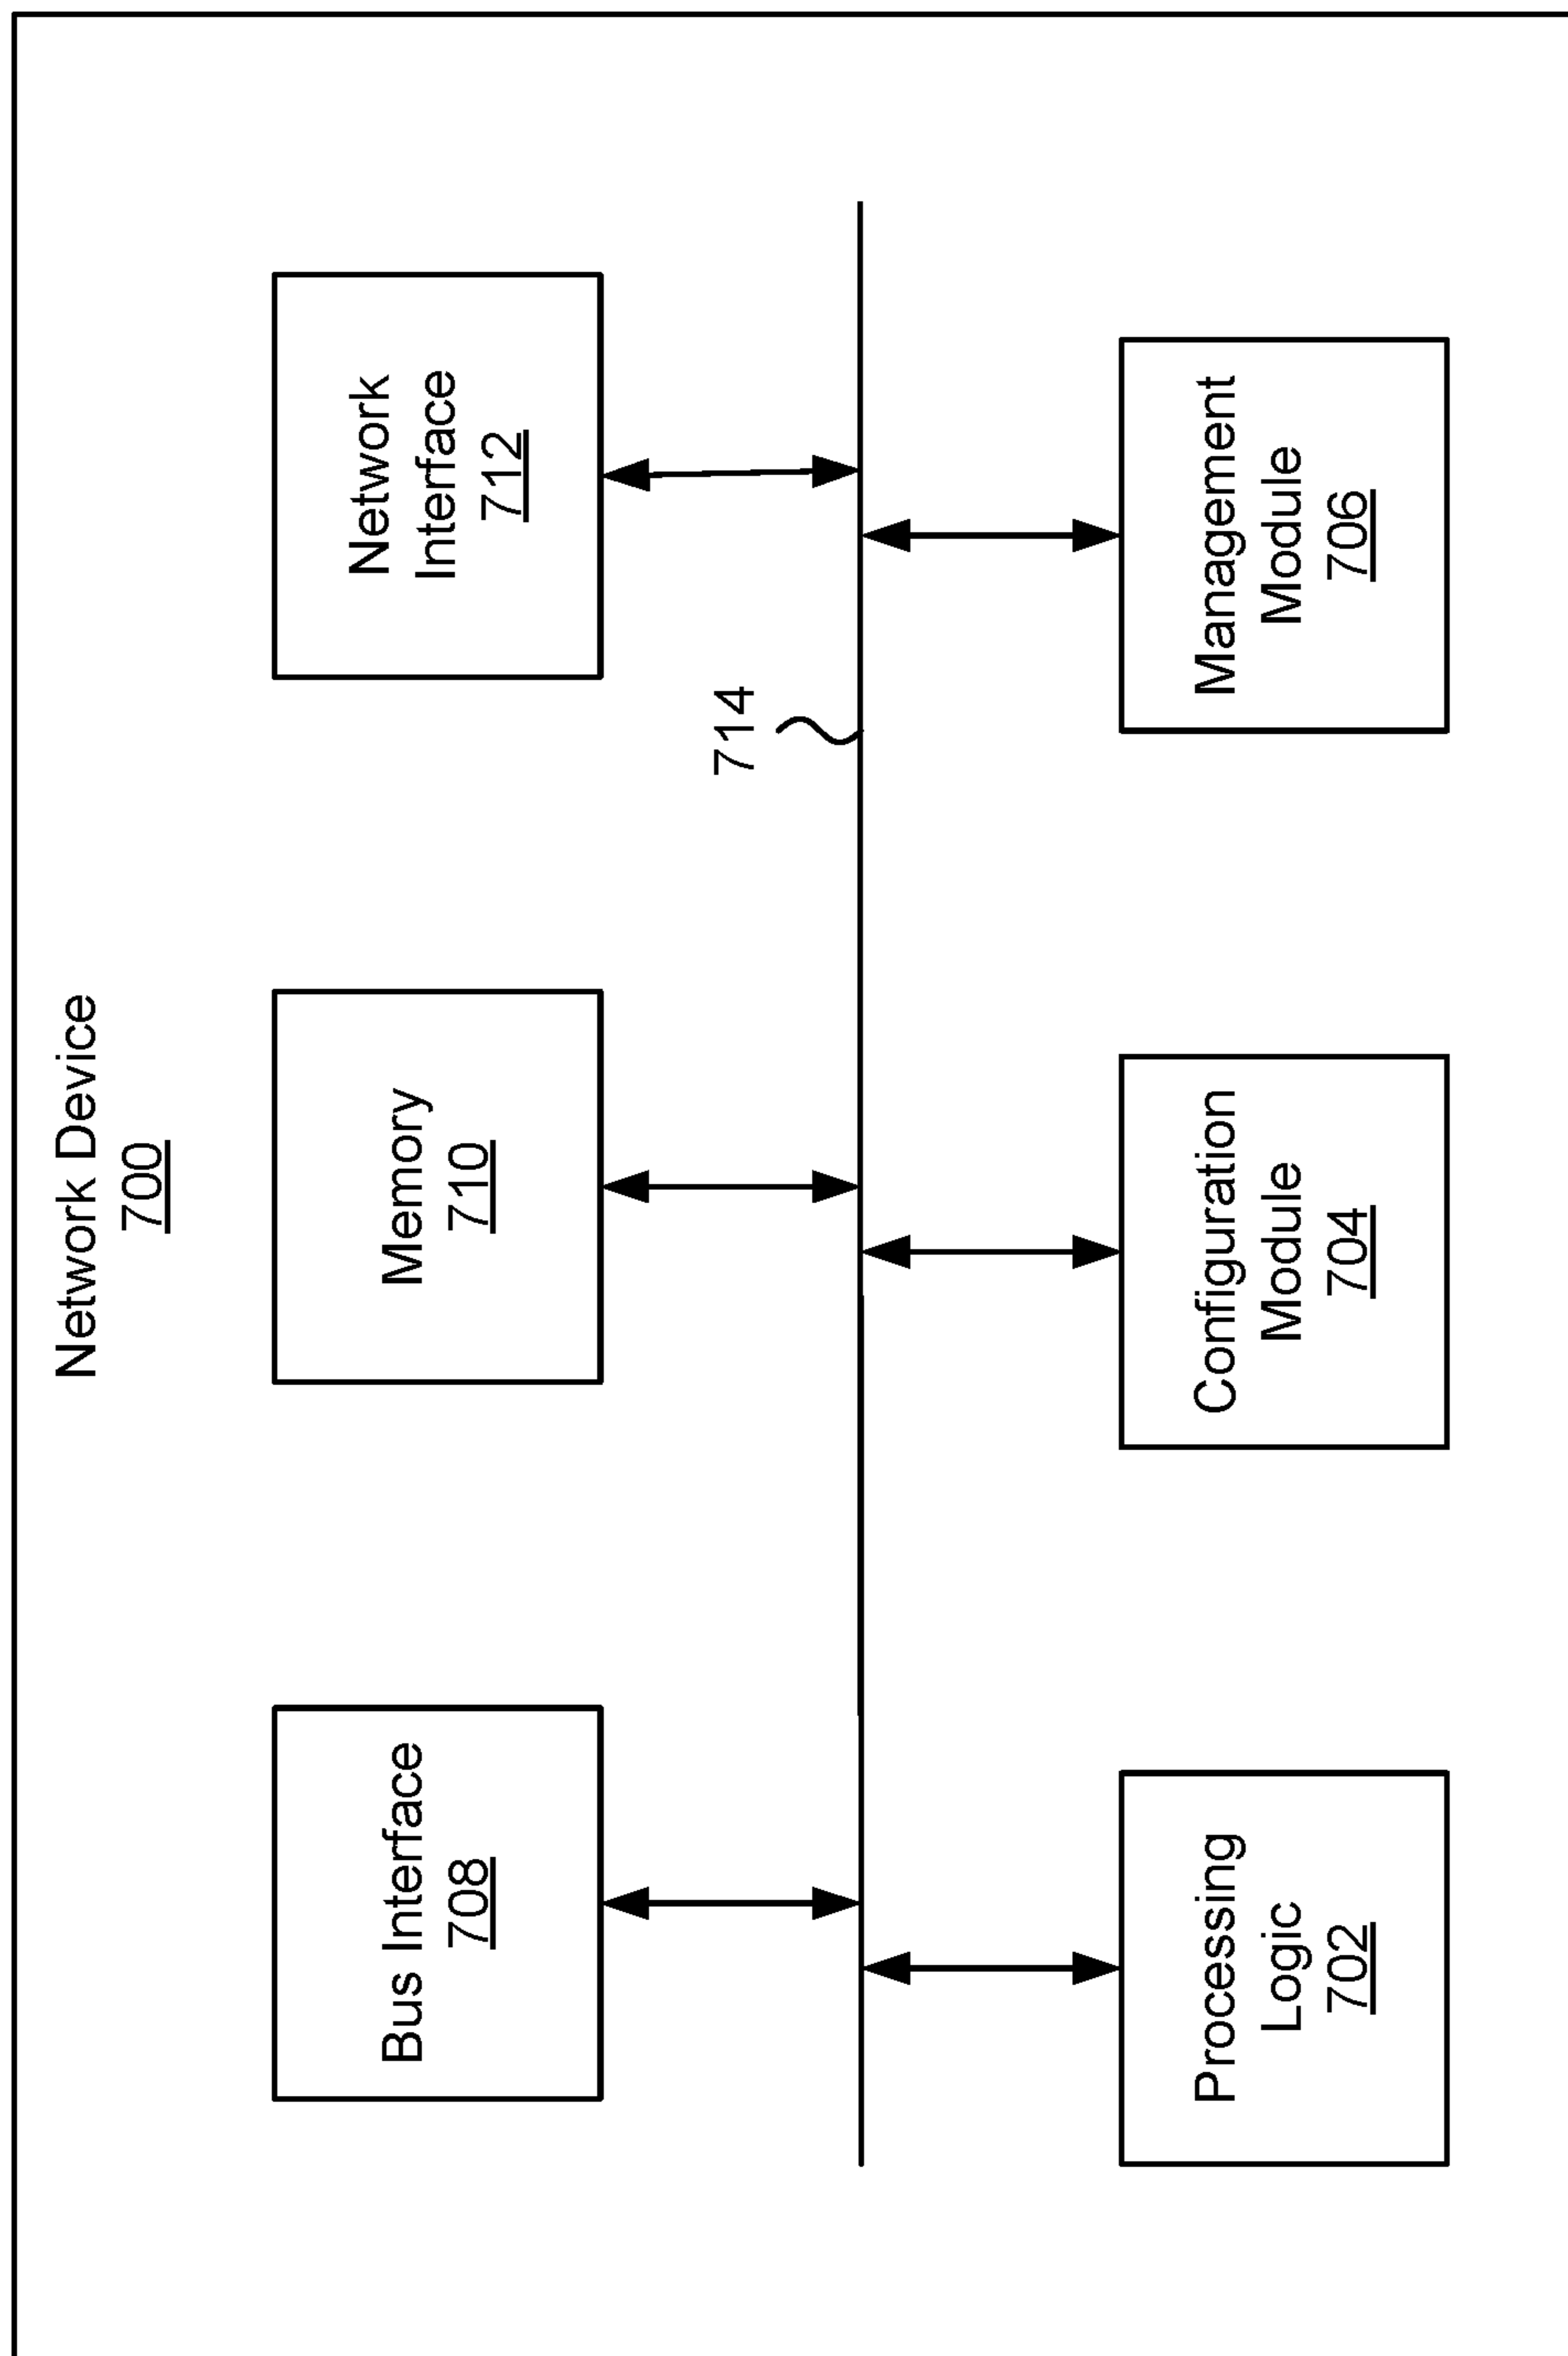 Network Device
700
Bus Interface
708
Memory
710
Network
Interface
712
714
Processing
Logic
702
Configuration
Module
704
Management
Module
706